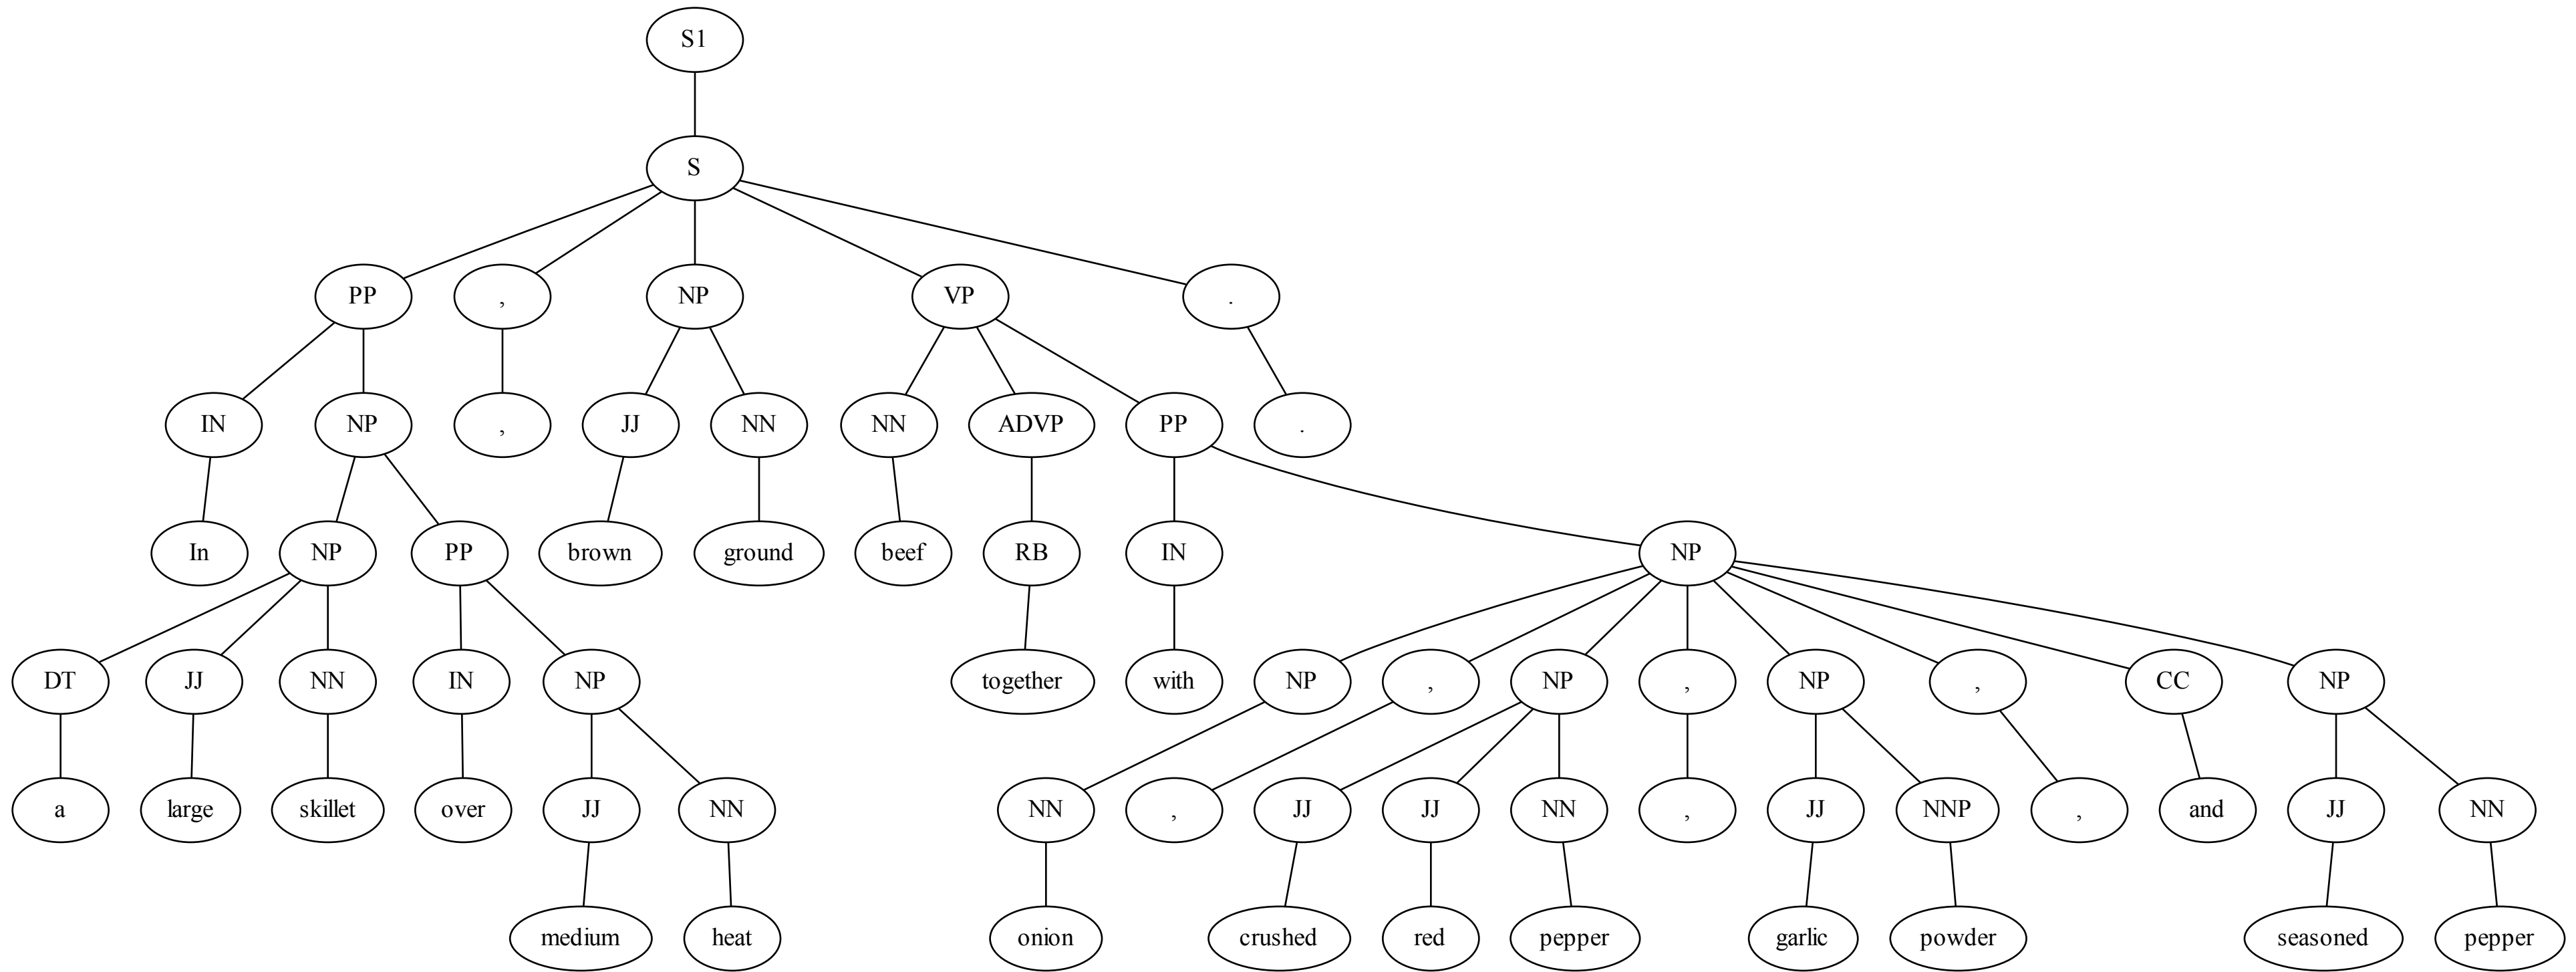 S1
S
PP , NP VP .
IN NP , JJ NN NN ADVP PP .
In NP PP brown ground beef RB IN NP
DT JJ NN IN NP together with NP , NP , NP , CC NP
a large skillet over JJ NN NN , JJ JJ NN , JJ NNP , and JJ NN
medium heat onion crushed red pepper garlic powder seasoned pepper